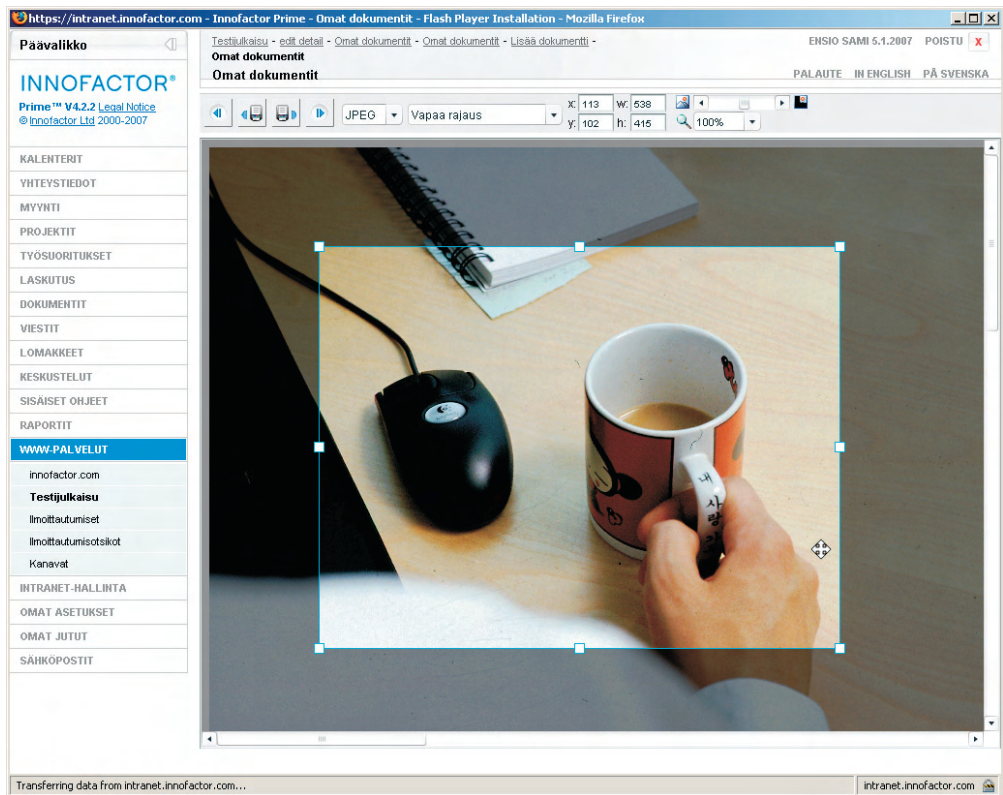 https://intranet.innofactor.com - Innofactor Prime - Omat dokumentit - Flash Player Installation - Mozilla Firefox
Päävalikko
INNOFACTOR®
Prime™ V4.2.2 Legal Notice
© Innofactor Ltd 2000-2007
KALENTERIT
YHTEYSTIEDOT
MYYNTI
PROJEKTIT
TYÖSUORITUKSET
LASKUTUS
DOKUMENTIT
VIESTIT
LOMAKKEET
KESKUSTELUT
SISÄISET OHJEET
RAPORTIT
WWW-PALVELUT
innofactor.com
Testijulkaisu
Ilmoittautumiset
Ilmoittautumisotsikot
Kanavat
INTRANET-HALLINTA
OMAT ASETUKSET
OMAT JUTUT
SÄHKÖPOSTIT
Testijulkaisu - edit detail - Omat dokumentit - Omat dokumentit - Lisää dokumentti -
Omat dokumentit
Omat dokumentit
ENSIO SAMI 5.1.2007 POISTU X
PALAUTE IN ENGLISH PÅ SVENSKA
JPEG Vapaa rajaus
x: 113 w: 538
y: 102 h: 415
100%
내
사
랑
Transferring data from intranet.innofactor.com...
intranet.innofactor.com